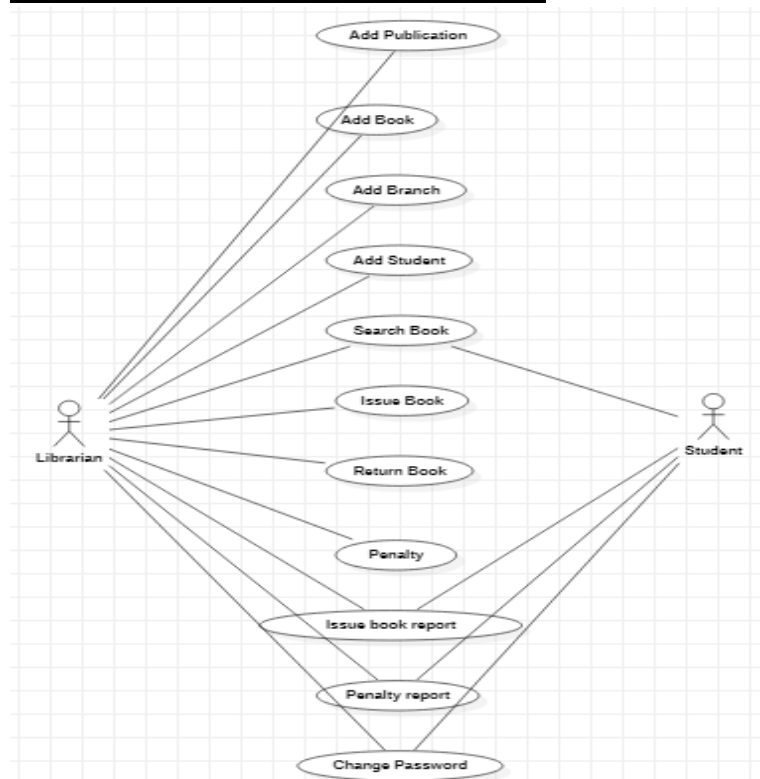 Add Publication
Add Book
Add Branch
Add Student
Search Book
Issue Book
Librarian
Student
Return Book
Penalty
Issue book report
Penalty report
Change Password